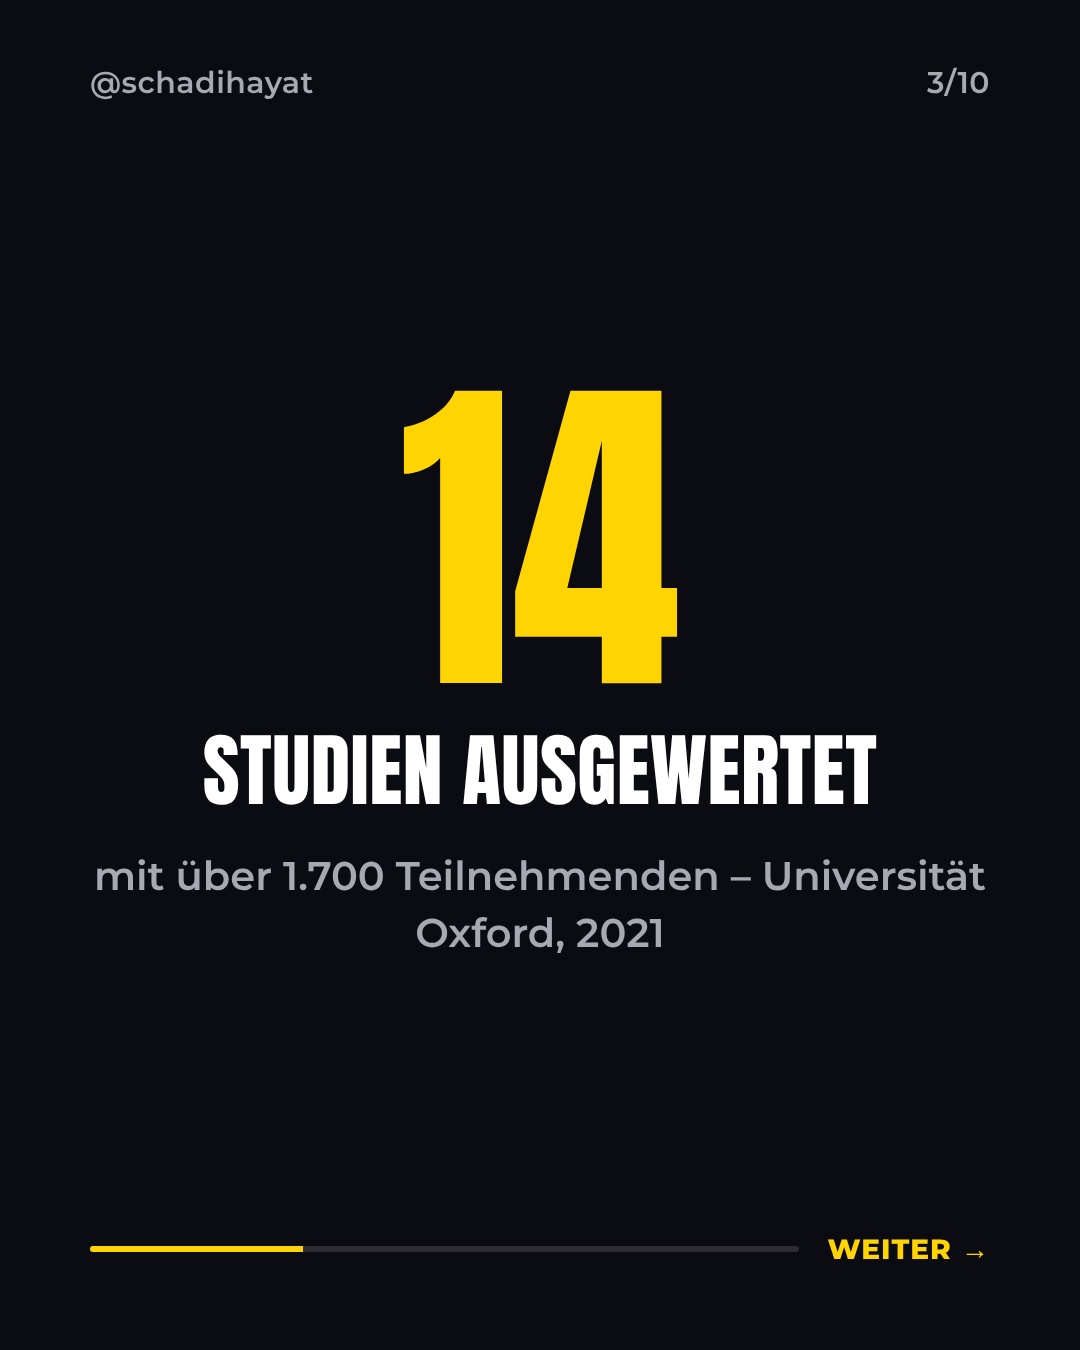 @schadihayat
3/10
14
STUDIEN AUSGEWERTET
mit über 1.700 Teilnehmenden – Universität
Oxford, 2021
WEITER →